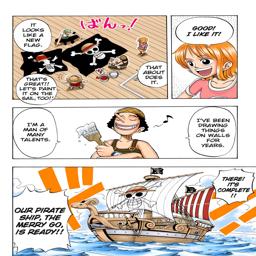 IT
LOOKS
LIKE A
NEW
FLAG.
ばんっ!
GOOD!
I LIKE IT!
THAT'S
GREAT!!
LET'S PAINT
IT ON THE
SAIL, TOO!!
THAT
ABOUT
DOES IT.
I'M A
MAN OF
MANY
TALENTS.
I'VE BEEN
DRAWING
THINGS
ON WALLS
FOR
YEARS.
THERE!
IT'S
COMPLETE
!!
OUR PIRATE
SHIP, THE
MERRY GO,
IS READY!!